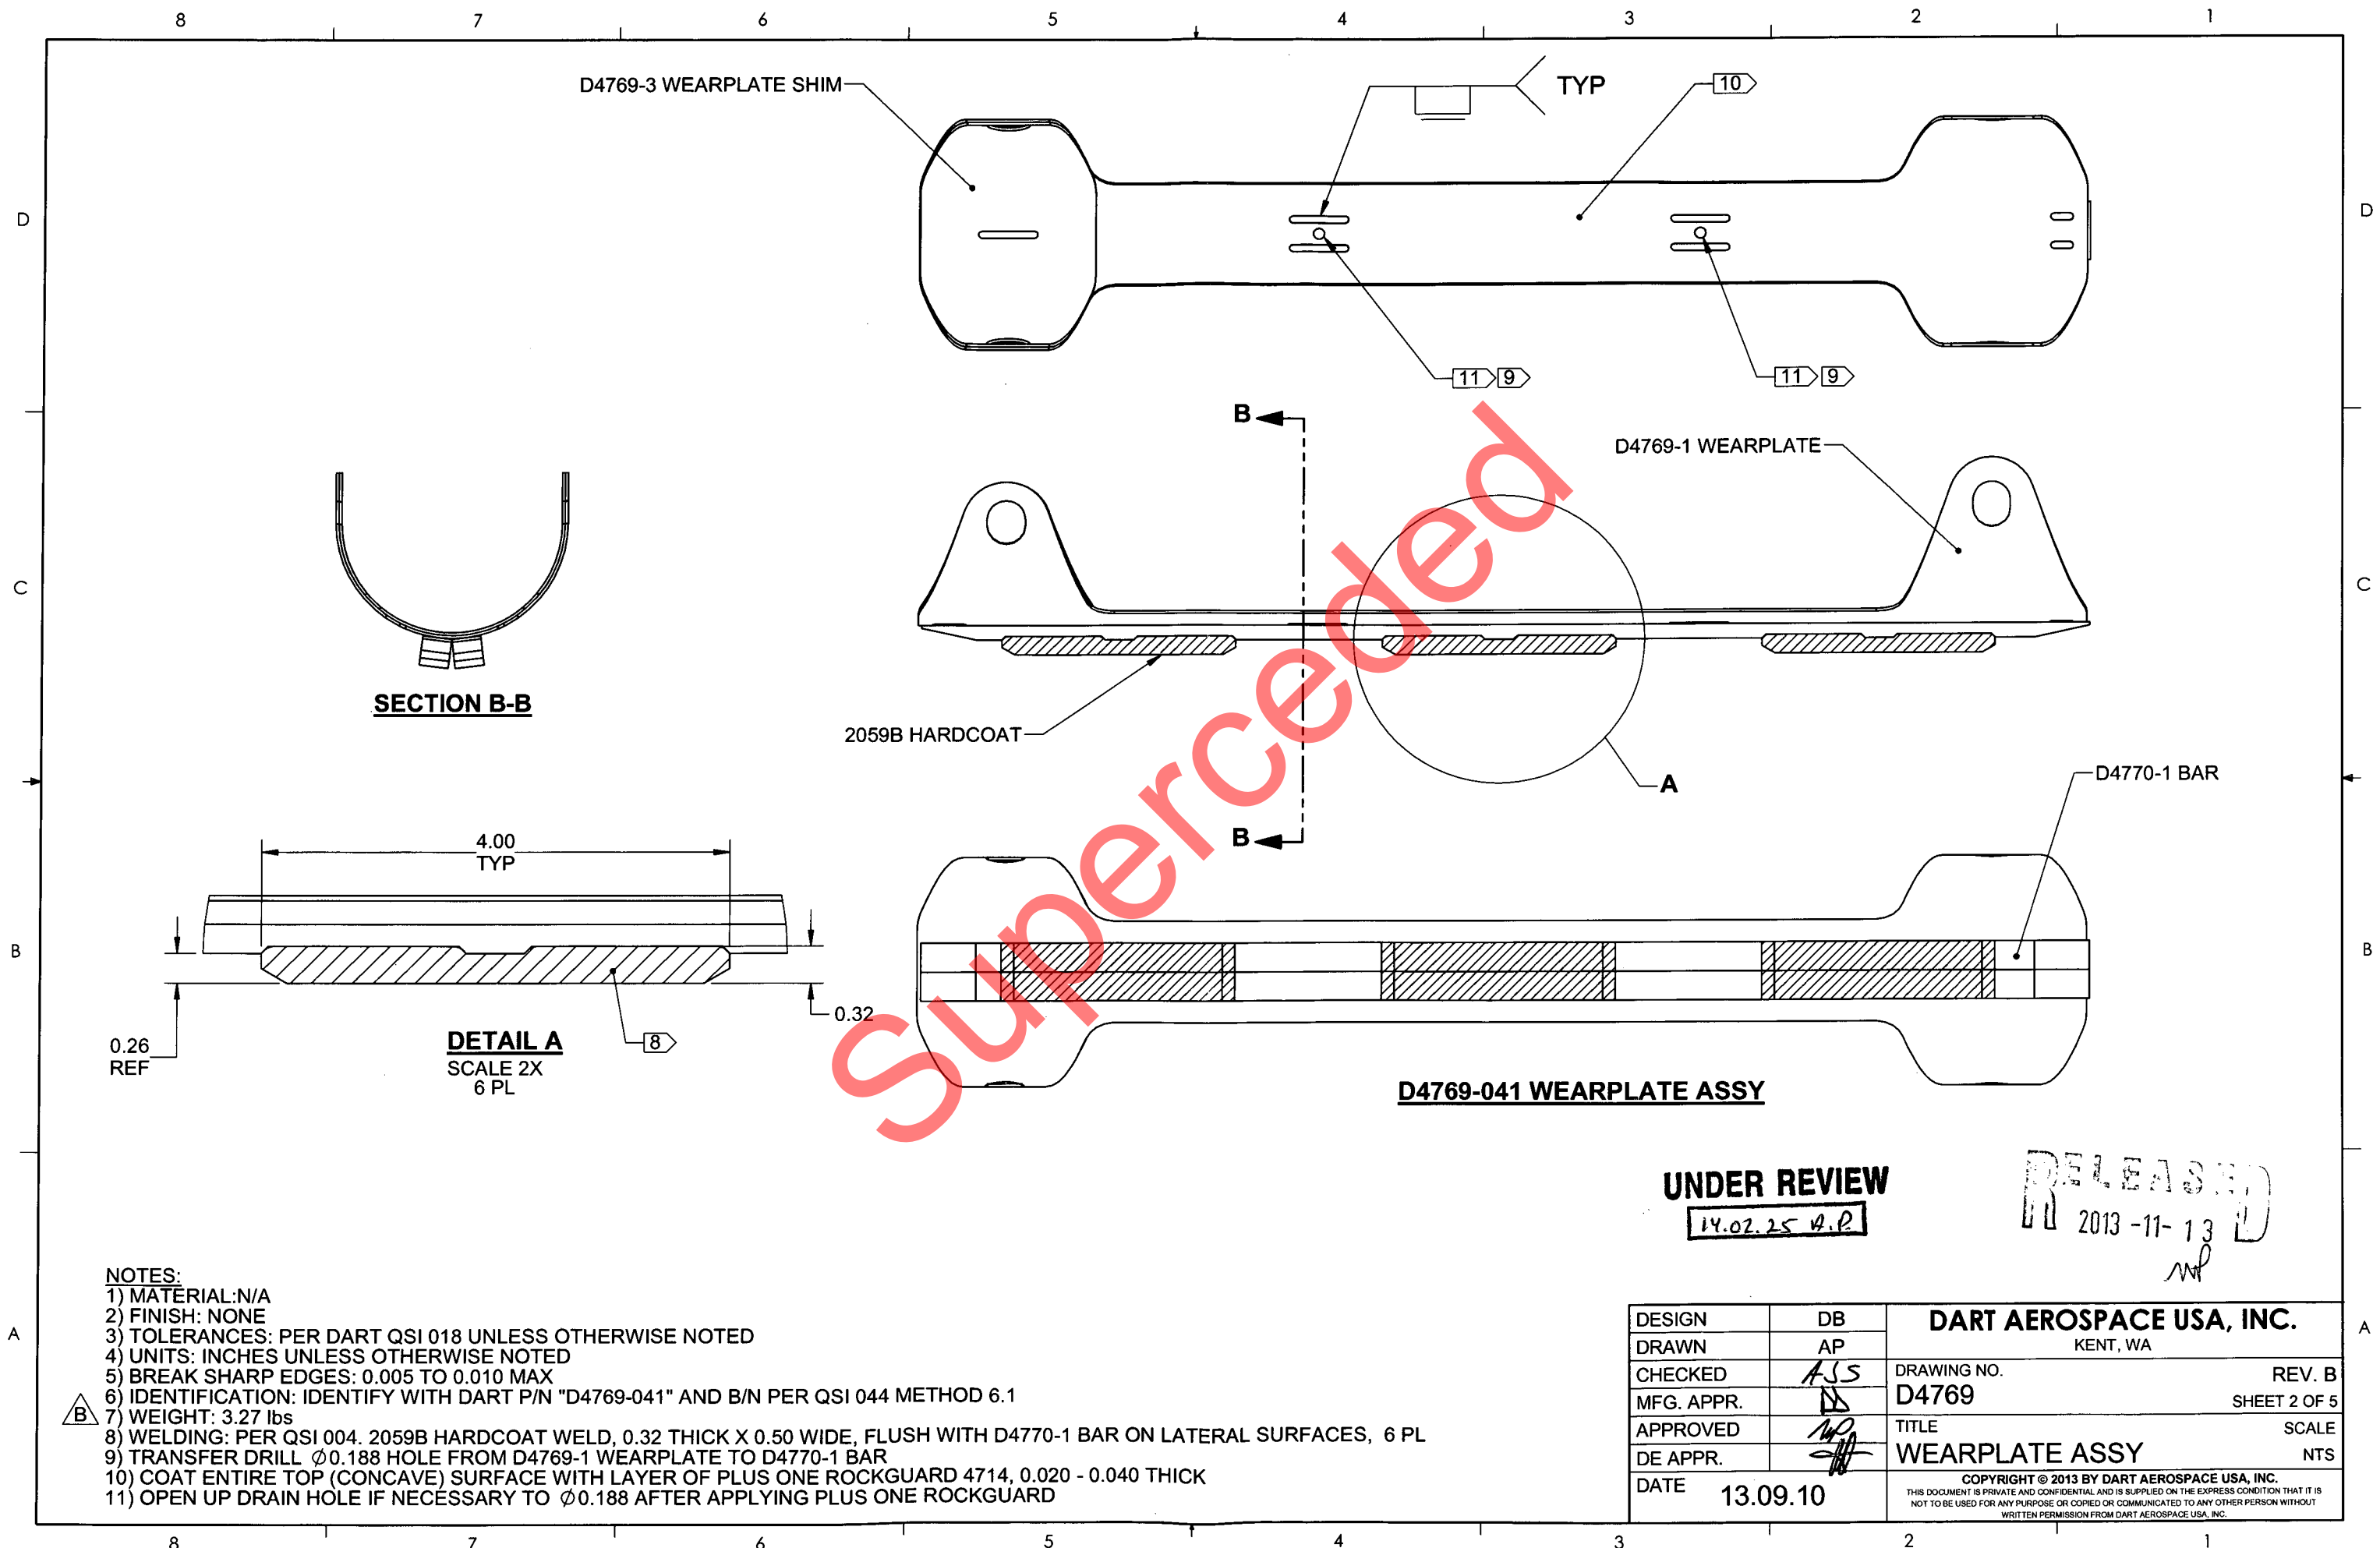 8 7 6 5 4 3 2 1
D4769-3 WEARPLATE SHIM
TYP
10
D D
11 9
11 9
B
D4769-1 WEARPLATE
C C
SECTION B-B
2059B HARDCOAT
A
B
D4770-1 BAR
4.00
TYP
B B
0.32
0.26
REF
DETAIL A
SCALE 2X
6 PL
8
D4769-041 WEARPLATE ASSY
Superceded
UNDER REVIEW
14.02.25 A.P.
RELEASED
2013-11-13
NOTES:
1) MATERIAL:N/A
2) FINISH: NONE
3) TOLERANCES: PER DART QSI 018 UNLESS OTHERWISE NOTED
4) UNITS: INCHES UNLESS OTHERWISE NOTED
5) BREAK SHARP EDGES: 0.005 TO 0.010 MAX
6) IDENTIFICATION: IDENTIFY WITH DART P/N "D4769-041" AND B/N PER QSI 044 METHOD 6.1
B 7) WEIGHT: 3.27 lbs
8) WELDING: PER QSI 004. 2059B HARDCOAT WELD, 0.32 THICK X 0.50 WIDE, FLUSH WITH D4770-1 BAR ON LATERAL SURFACES, 6 PL
9) TRANSFER DRILL ∅0.188 HOLE FROM D4769-1 WEARPLATE TO D4770-1 BAR
10) COAT ENTIRE TOP (CONCAVE) SURFACE WITH LAYER OF PLUS ONE ROCKGUARD 4714, 0.020 - 0.040 THICK
11) OPEN UP DRAIN HOLE IF NECESSARY TO ∅0.188 AFTER APPLYING PLUS ONE ROCKGUARD
A A
DESIGN DB
DRAWN AP
CHECKED AJS
MFG. APPR.
APPROVED
DE APPR.
DATE 13.09.10
DART AEROSPACE USA, INC.
KENT, WA
DRAWING NO. REV. B
D4769 SHEET 2 OF 5
TITLE SCALE
WEARPLATE ASSY NTS
COPYRIGHT © 2013 BY DART AEROSPACE USA, INC.
THIS DOCUMENT IS PRIVATE AND CONFIDENTIAL AND IS SUPPLIED ON THE EXPRESS CONDITION THAT IT IS
NOT TO BE USED FOR ANY PURPOSE OR COPIED OR COMMUNICATED TO ANY OTHER PERSON WITHOUT
WRITTEN PERMISSION FROM DART AEROSPACE USA, INC.
8 7 6 5 4 3 2 1